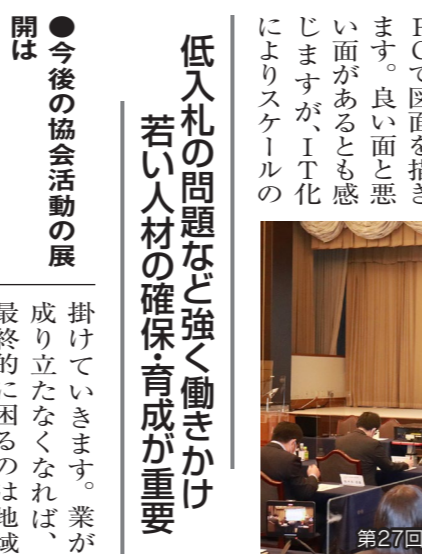 ＰＣで図面を描き
ます。良い面と悪
い面があるとも感
じますが、ＩＴ化
によりスケールの
低入札の問題など強く働きかけ
若い人材の確保・育成が重要
●今後の協会活動の展
開は
掛けていきます。業が
成り立たなくなれば、
最終的に困るのは地域
第27回